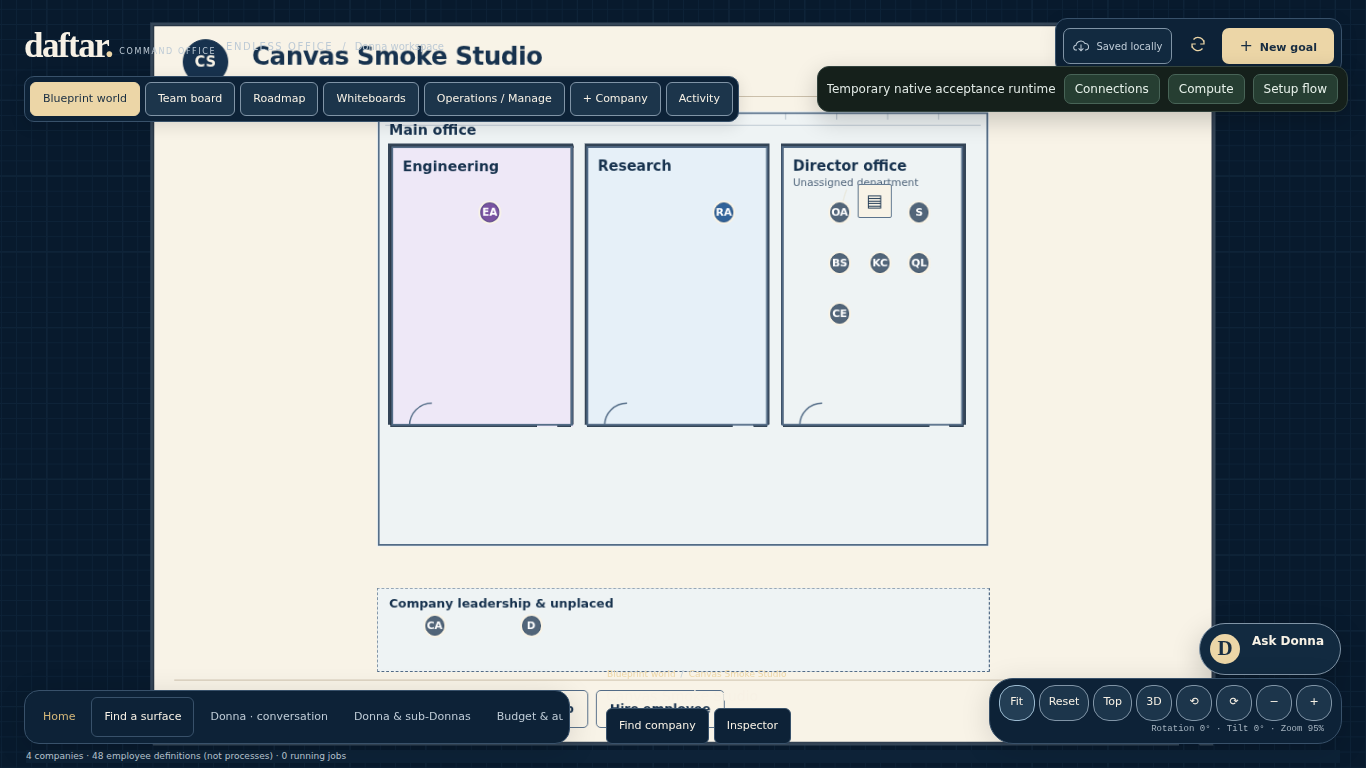 daftar. COMMAND OFFICE
ENDLESS OFFICE / Donna workspace
CS
Canvas Smoke Studio
Saved locally
+ New goal
Blueprint world
Team board
Roadmap
Whiteboards
Operations / Manage
+ Company
Activity
Temporary native acceptance runtime
Connections
Compute
Setup flow
Main office
Engineering
EA
Research
RA
Director office
Unassigned department
OA
S
BS
KC
QL
CE
Company leadership & unplaced
CA
D
Blueprint world / Canvas Smoke Studio
Hire employee
Find company
Inspector
Home
Find a surface
Donna · conversation
Donna & sub-Donnas
Budget & au
D
Ask Donna
Fit
Reset
Top
3D
⟲
⟳
−
+
Rotation 0° · Tilt 0° · Zoom 95%
4 companies · 48 employee definitions (not processes) · 0 running jobs